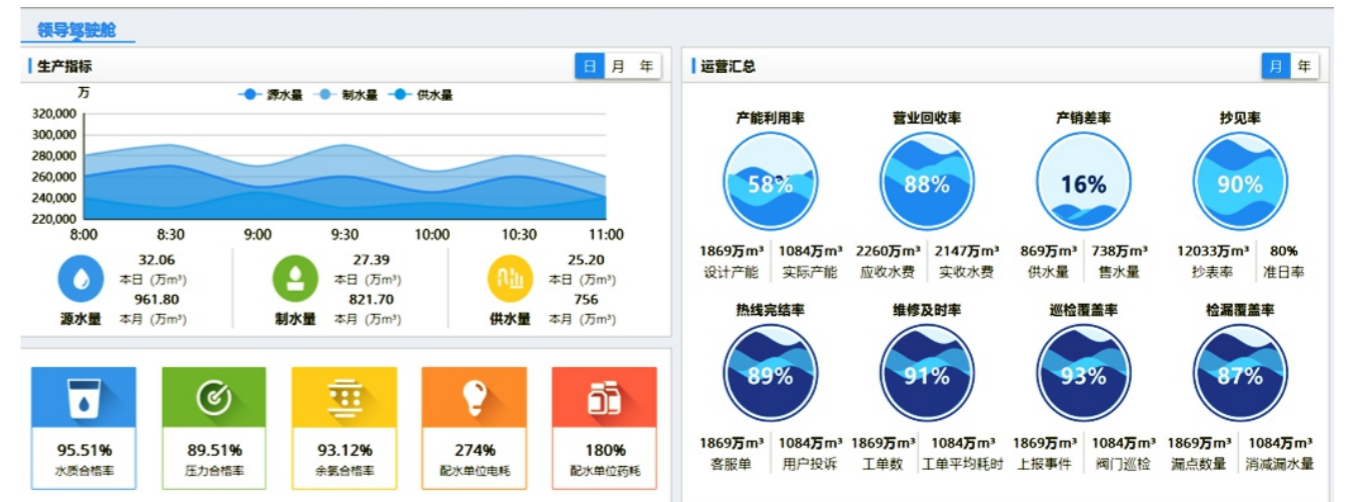 领导驾驶舱
生产指标
日 月 年
万
源水量 制水量 供水量
320,000
300,000
280,000
260,000
240,000
220,000
8:00 8:30 9:00 9:30 10:00 10:30 11:00
32.06
本日（万m³）
961.80
源水量 本月（万m³）
27.39
本日（万m³）
821.70
制水量 本月（万m³）
25.20
本日（万m³）
756
供水量 本月（万m³）
95.51%
水质合格率
89.51%
压力合格率
93.12%
余氯合格率
274%
配水单位电耗
180%
配水单位药耗
运营汇总
月 年
产能利用率 营业回收率 产销差率 抄见率
58% 88% 16% 90%
1869万m³ 1084万m³ 2260万m³ 2147万m³ 869万m³ 738万m³ 12033万m³ 80%
设计产能 实际产能 应收水费 实收水费 供水量 售水量 抄表率 准日率
热线完结率 维修及时率 巡检覆盖率 检漏覆盖率
89% 91% 93% 87%
1869万m³ 1084万m³ 1869万m³ 1084万m³ 1869万m³ 1084万m³ 1869万m³ 1084万m³
客服单 用户投诉 工单数 工单平均耗时 上报事件 阀门巡检 漏点数量 消减漏水量